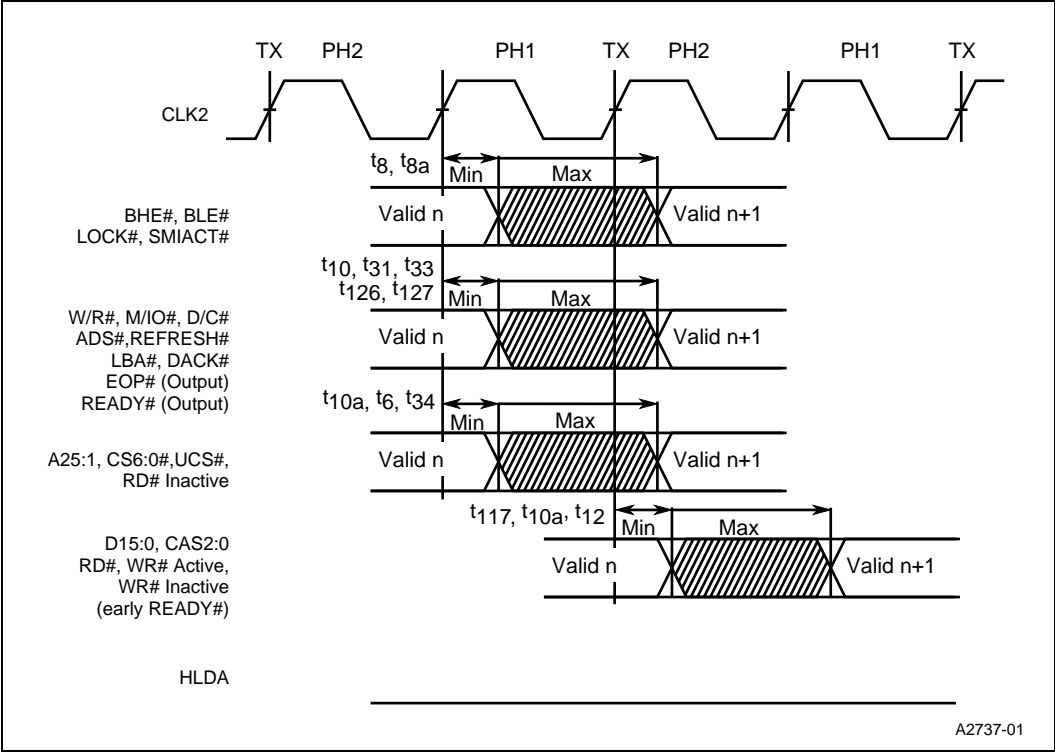 TX PH2 PH1 TX PH2 PH1 TX
CLK2
t8, t8a
Min Max
BHE#, BLE#
LOCK#, SMIACT#
Valid n Valid n+1
t10, t31, t33
t126, t127
Min Max
W/R#, M/IO#, D/C#
ADS#,REFRESH#
LBA#, DACK#
EOP# (Output)
READY# (Output)
Valid n Valid n+1
t10a, t6, t34
Min Max
A25:1, CS6:0#,UCS#,
RD# Inactive
Valid n Valid n+1
t117, t10a, t12
Min Max
D15:0, CAS2:0
RD#, WR# Active,
WR# Inactive
(early READY#)
Valid n Valid n+1
HLDA
A2737-01